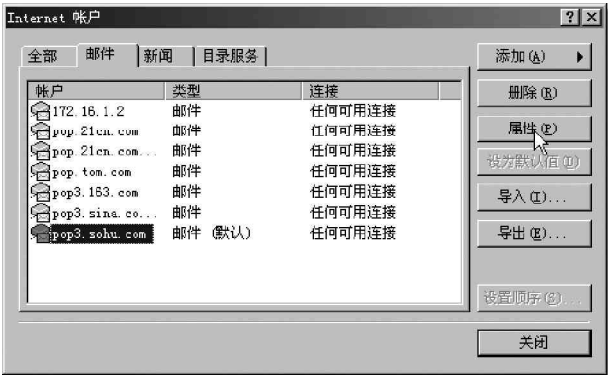 Internet 帐户
全部 邮件 新闻 目录服务
添加(A)
帐户 类型 连接
删除(R)
172.16.1.2 邮件 任何可用连接
pop.21cn.com 邮件 任何可用连接
属性(P)
pop.21cn.com... 邮件 任何可用连接
设为默认值(D)
pop.tom.com 邮件 任何可用连接
pop3.163.com 邮件 任何可用连接
导入(I)...
pop3.sina.co... 邮件 任何可用连接
pop3.sohu.com 邮件 (默认) 任何可用连接
导出(E)...
设置顺序(S)...
关闭